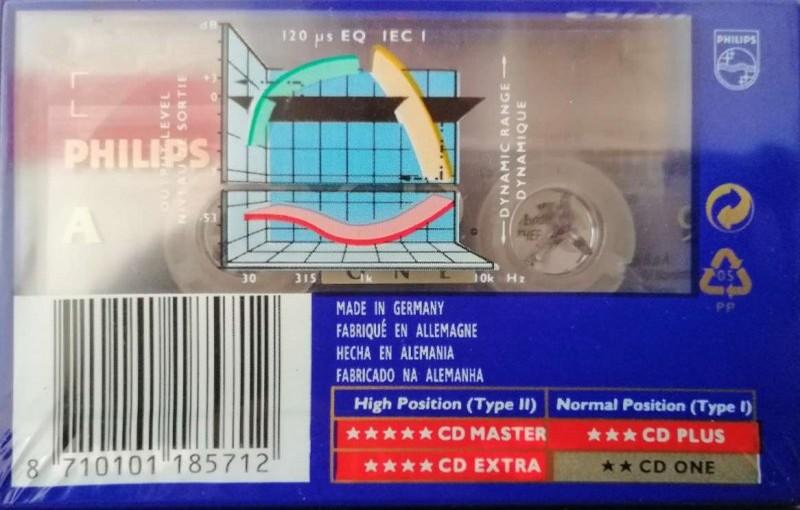 dB
120 µs EQ IEC I
PHILIPS
+3
0
OUTPUT LEVEL
NIVEAU SORTIE
DYNAMIC RANGE
DYNAMIQUE
PHILIPS
A
-53
30 315 1k 10k Hz
O N E
05
PP
MADE IN GERMANY
FABRIQUÉ EN ALLEMAGNE
HECHA EN ALEMANIA
FABRICADO NA ALEMANHA
High Position (Type II) Normal Position (Type I)
★★★★★ CD MASTER ★★★ CD PLUS
★★★★ CD EXTRA ★★ CD ONE
8 710101 185712